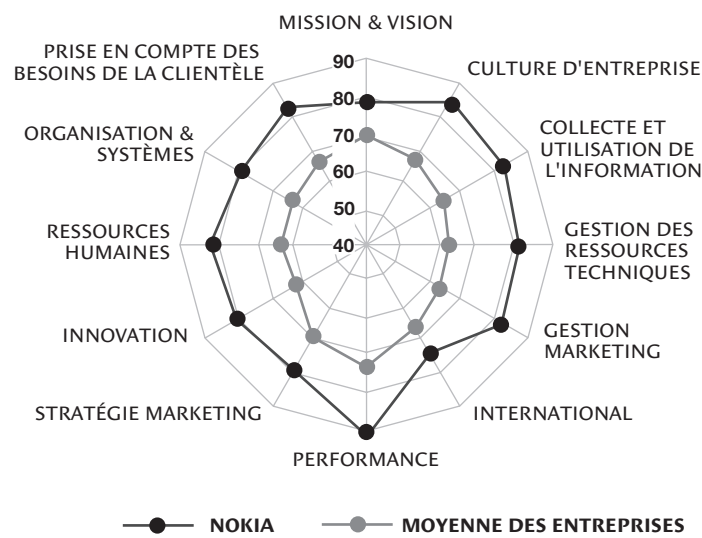 MISSION & VISION
PRISE EN COMPTE DES
BESOINS DE LA CLIENTÈLE
CULTURE D'ENTREPRISE
ORGANISATION &
SYSTÈMES
COLLECTE ET
UTILISATION DE
L'INFORMATION
RESSOURCES
HUMAINES
GESTION DES
RESSOURCES
TECHNIQUES
INNOVATION
GESTION
MARKETING
STRATÉGIE MARKETING
INTERNATIONAL
PERFORMANCE
90
80
70
60
50
40
NOKIA
MOYENNE DES ENTREPRISES